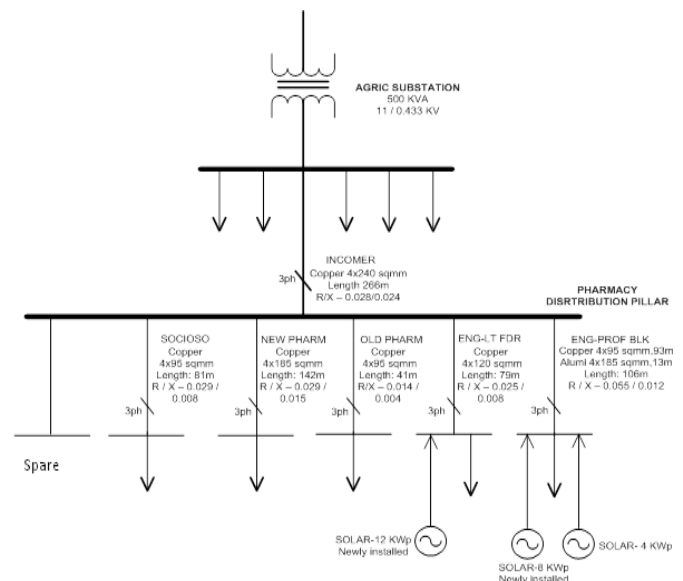 AGRIC SUBSTATION
500 KVA
11 / 0.433 KV
INCOMER
Copper 4x240 sqmm
Length 266m
R/X – 0.028/0.024
3ph
PHARMACY
DISRTRIBUTION PILLAR
SOCIOSO
Copper
4x95 sqmm
Length: 81m
R / X – 0.029 /
0.008
3ph
NEW PHARM
Copper
4x185 sqmm
Length: 142m
R / X – 0.029 /
0.015
3ph
OLD PHARM
Copper
4x95 sqmm
Length: 41m
R/X – 0.014 /
0.004
3ph
ENG-LT FDR
Copper
4x120 sqmm
Length: 79m
R / X – 0.025 /
0.008
3ph
ENG-PROF BLK
Copper 4x95 sqmm,93m
Alumi 4x185 sqmm,13m
Length: 106m
R / X – 0.055 / 0.012
3ph
Spare
SOLAR-12 KWp
Newly installed
SOLAR-8 KWp
Newly installed
SOLAR- 4 KWp